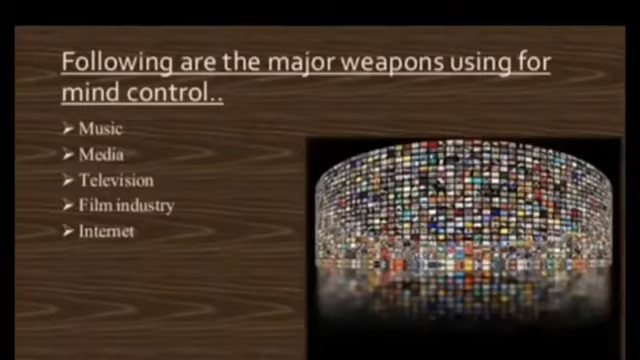 Following are the major weapons using for
mind control..
➢ Music
➢ Media
➢ Television
➢ Film industry
➢ Internet